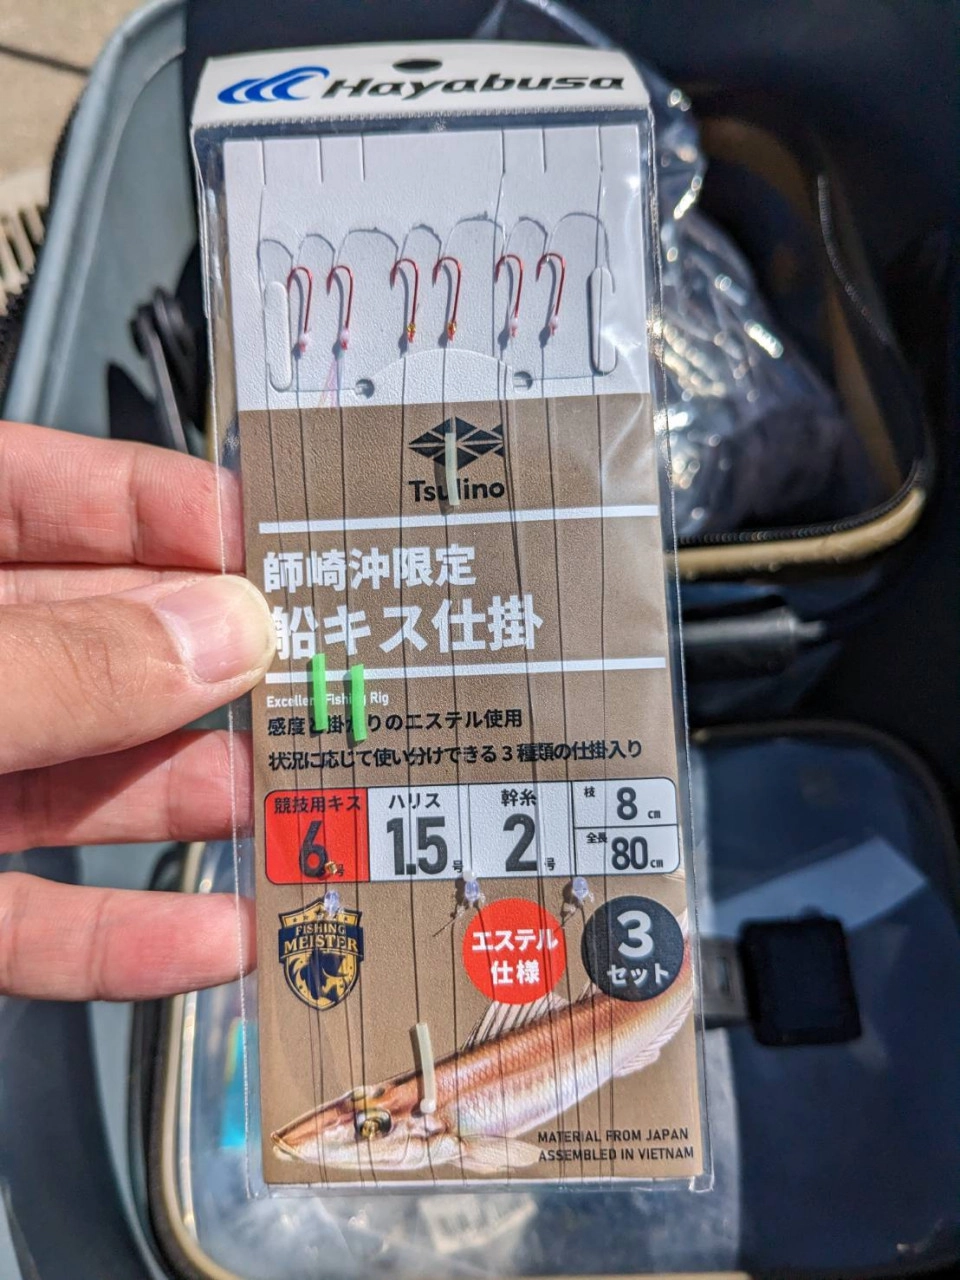 Hayabusa
Tsulino
師崎沖限定
船キス仕掛
Excellent Fishing Rig
感度と掛かりのエステル使用
状況に応じて使い分けできる3種類の仕掛入り
競技用キス 6号
ハリス 1.5号
幹糸 2号
枝 8cm
全長 80cm
FISHING
MEISTER
エステル
仕様
3
セット
MATERIAL FROM JAPAN
ASSEMBLED IN VIETNAM